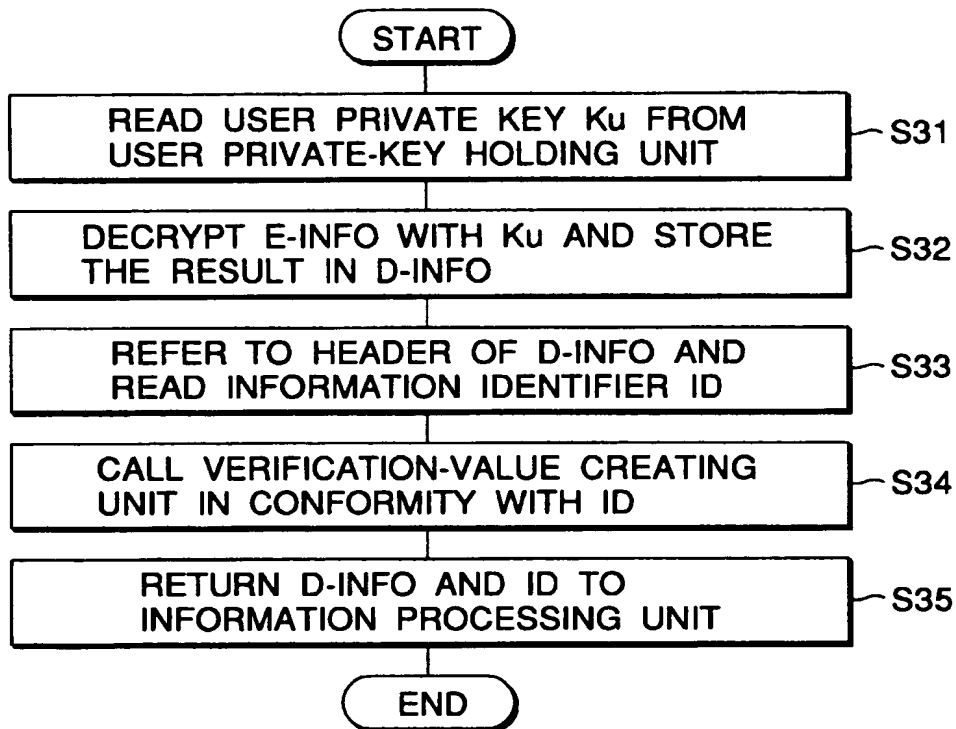 START
READ USER PRIVATE KEY Ku FROM
USER PRIVATE-KEY HOLDING UNIT
S31
DECRYPT E-INFO WITH Ku AND STORE
THE RESULT IN D-INFO
S32
REFER TO HEADER OF D-INFO AND
READ INFORMATION IDENTIFIER ID
S33
CALL VERIFICATION-VALUE CREATING
UNIT IN CONFORMITY WITH ID
S34
RETURN D-INFO AND ID TO
INFORMATION PROCESSING UNIT
S35
END